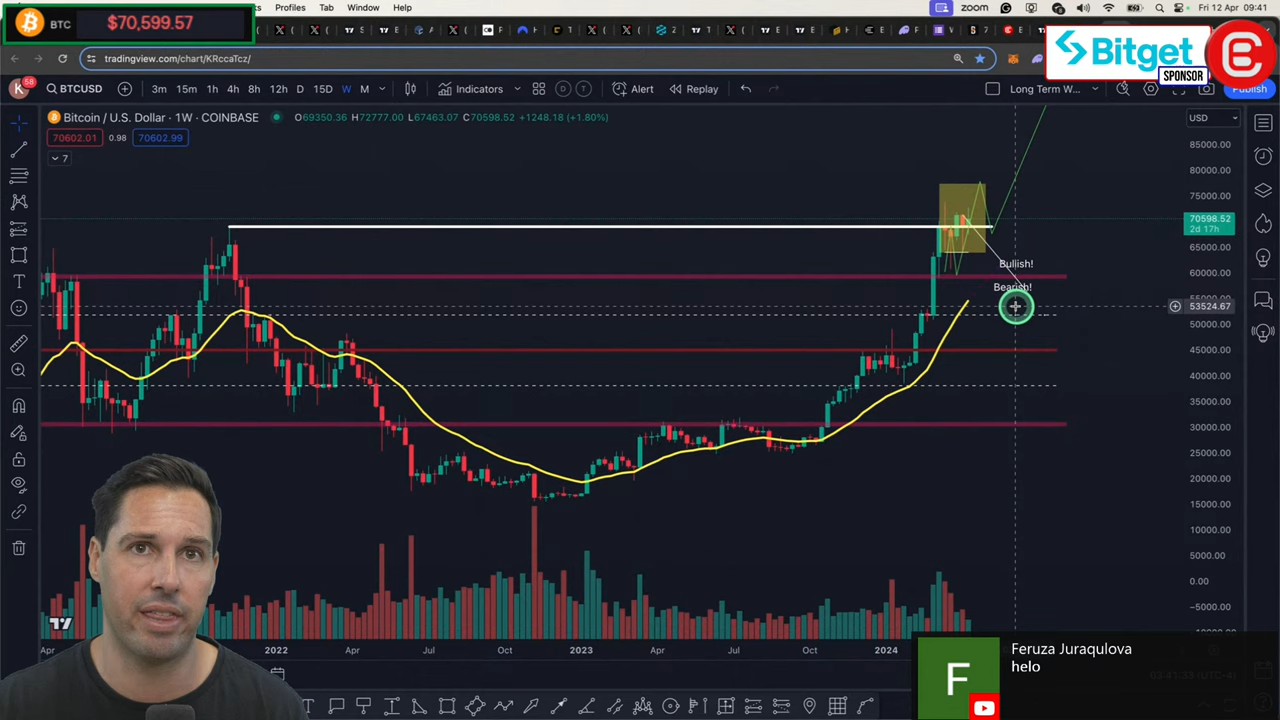 Profiles Tab Window Help
zoom
Fri 12 Apr 09:41
BTC $70,599.57
tradingview.com/chart/KRccaTcz/
Bitget
SPONSOR
58
BTCUSD 3m 15m 1h 4h 8h 12h D 15D W M Indicators Alert Replay Long Term W... Publish
Bitcoin / U.S. Dollar · 1W · COINBASE O69350.36 H72777.00 L67463.07 C70598.52 +1248.18 (+1.80%) USD
70602.01 0.98 70602.99
7
85000.00
80000.00
75000.00
70598.52
2d 17h
65000.00
60000.00
55000.00
53524.67
50000.00
45000.00
40000.00
35000.00
30000.00
25000.00
20000.00
15000.00
10000.00
5000.00
0.00
−5000.00
Bullish!
Bearish!
Apr 2022 Apr Jul Oct 2023 Apr Jul Oct 2024
Feruza Juraqulova
helo